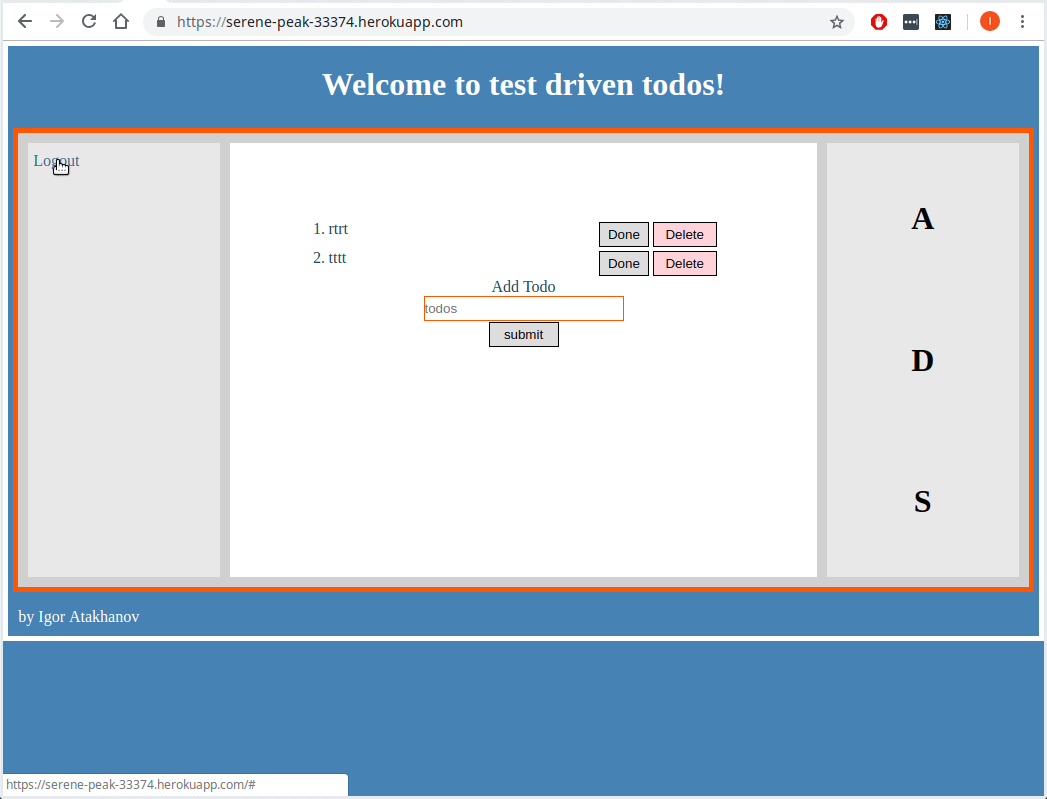 https://serene-peak-33374.herokuapp.com
I
Welcome to test driven todos!
Logout
1. rtrt
Done Delete
2. tttt
Done Delete
Add Todo
todos
submit
A
D
S
by Igor Atakhanov
https://serene-peak-33374.herokuapp.com/#